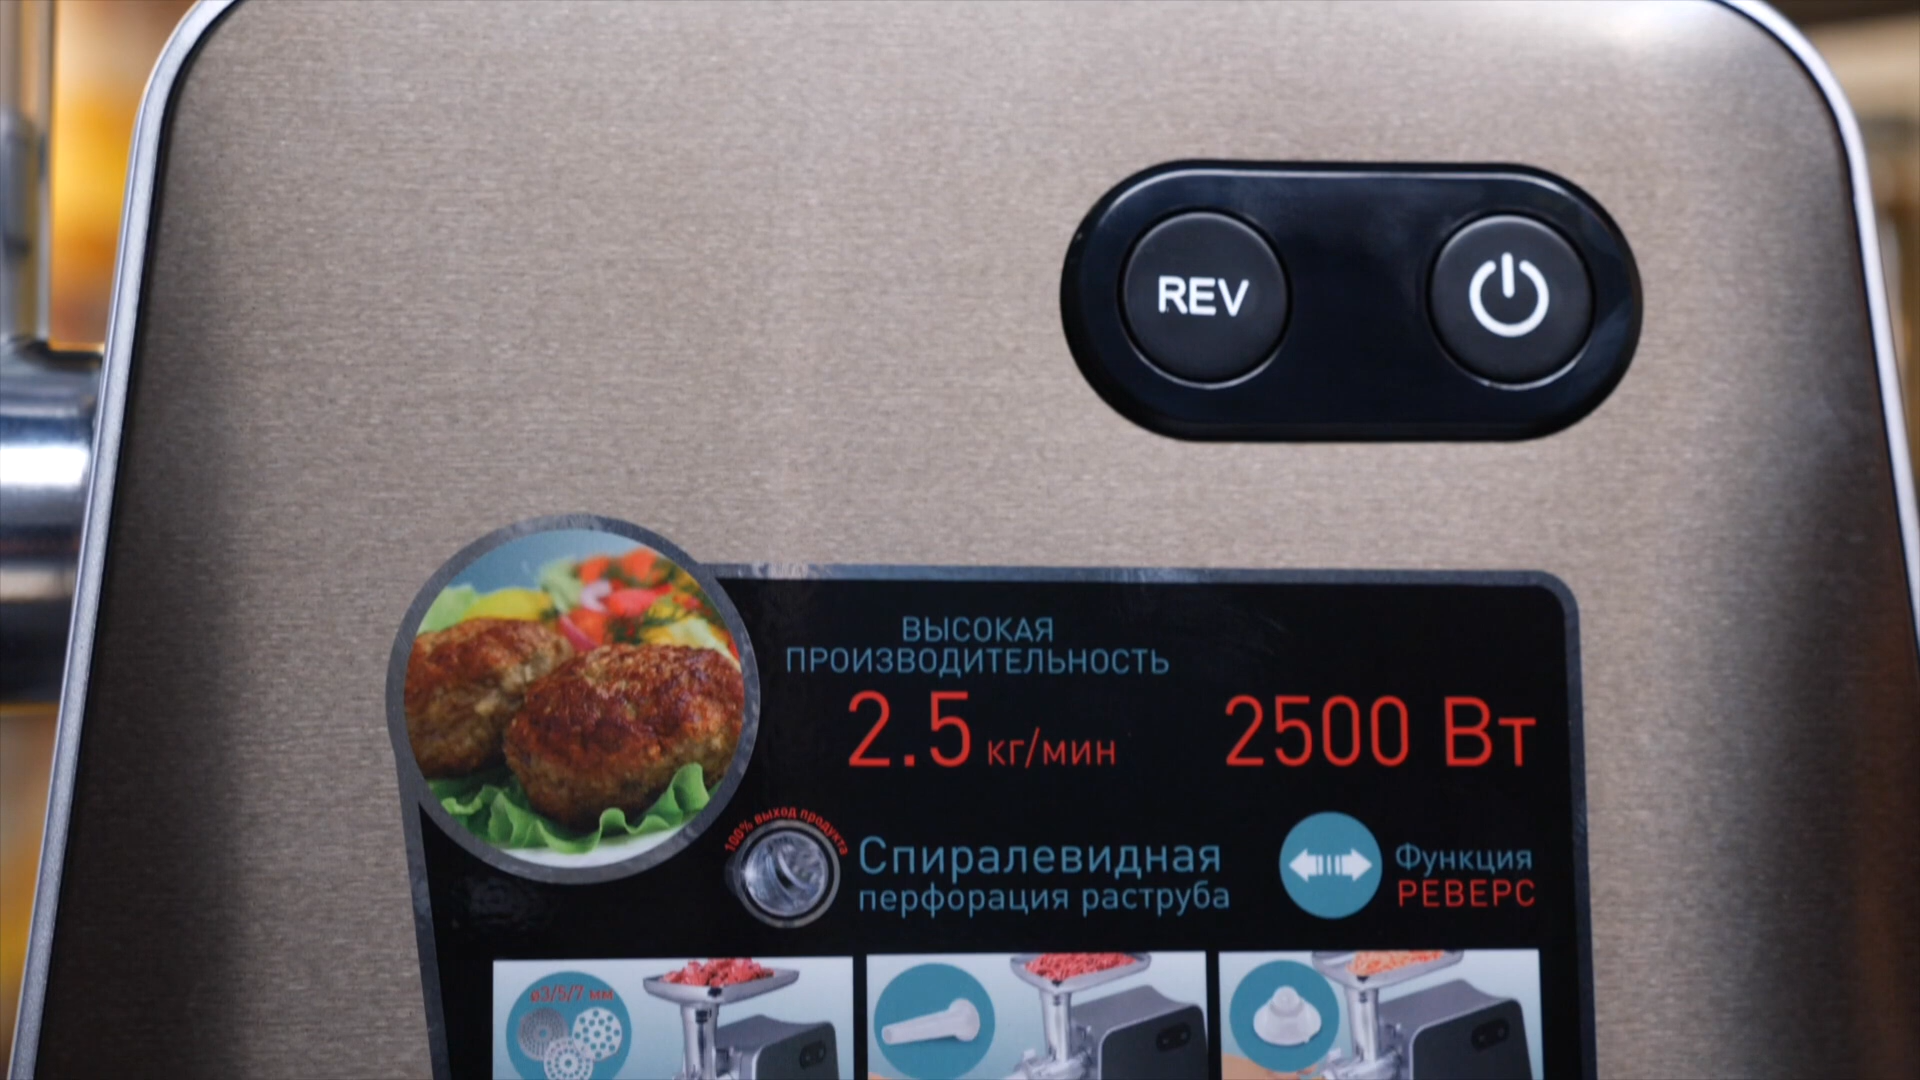 REV
ВЫСОКАЯ
ПРОИЗВОДИТЕЛЬНОСТЬ
2.5 кг/мин
2500 Вт
100% выход продукта
Спиралевидная
перфорация раструба
Функция
РЕВЕРС
ø3/5/7 мм